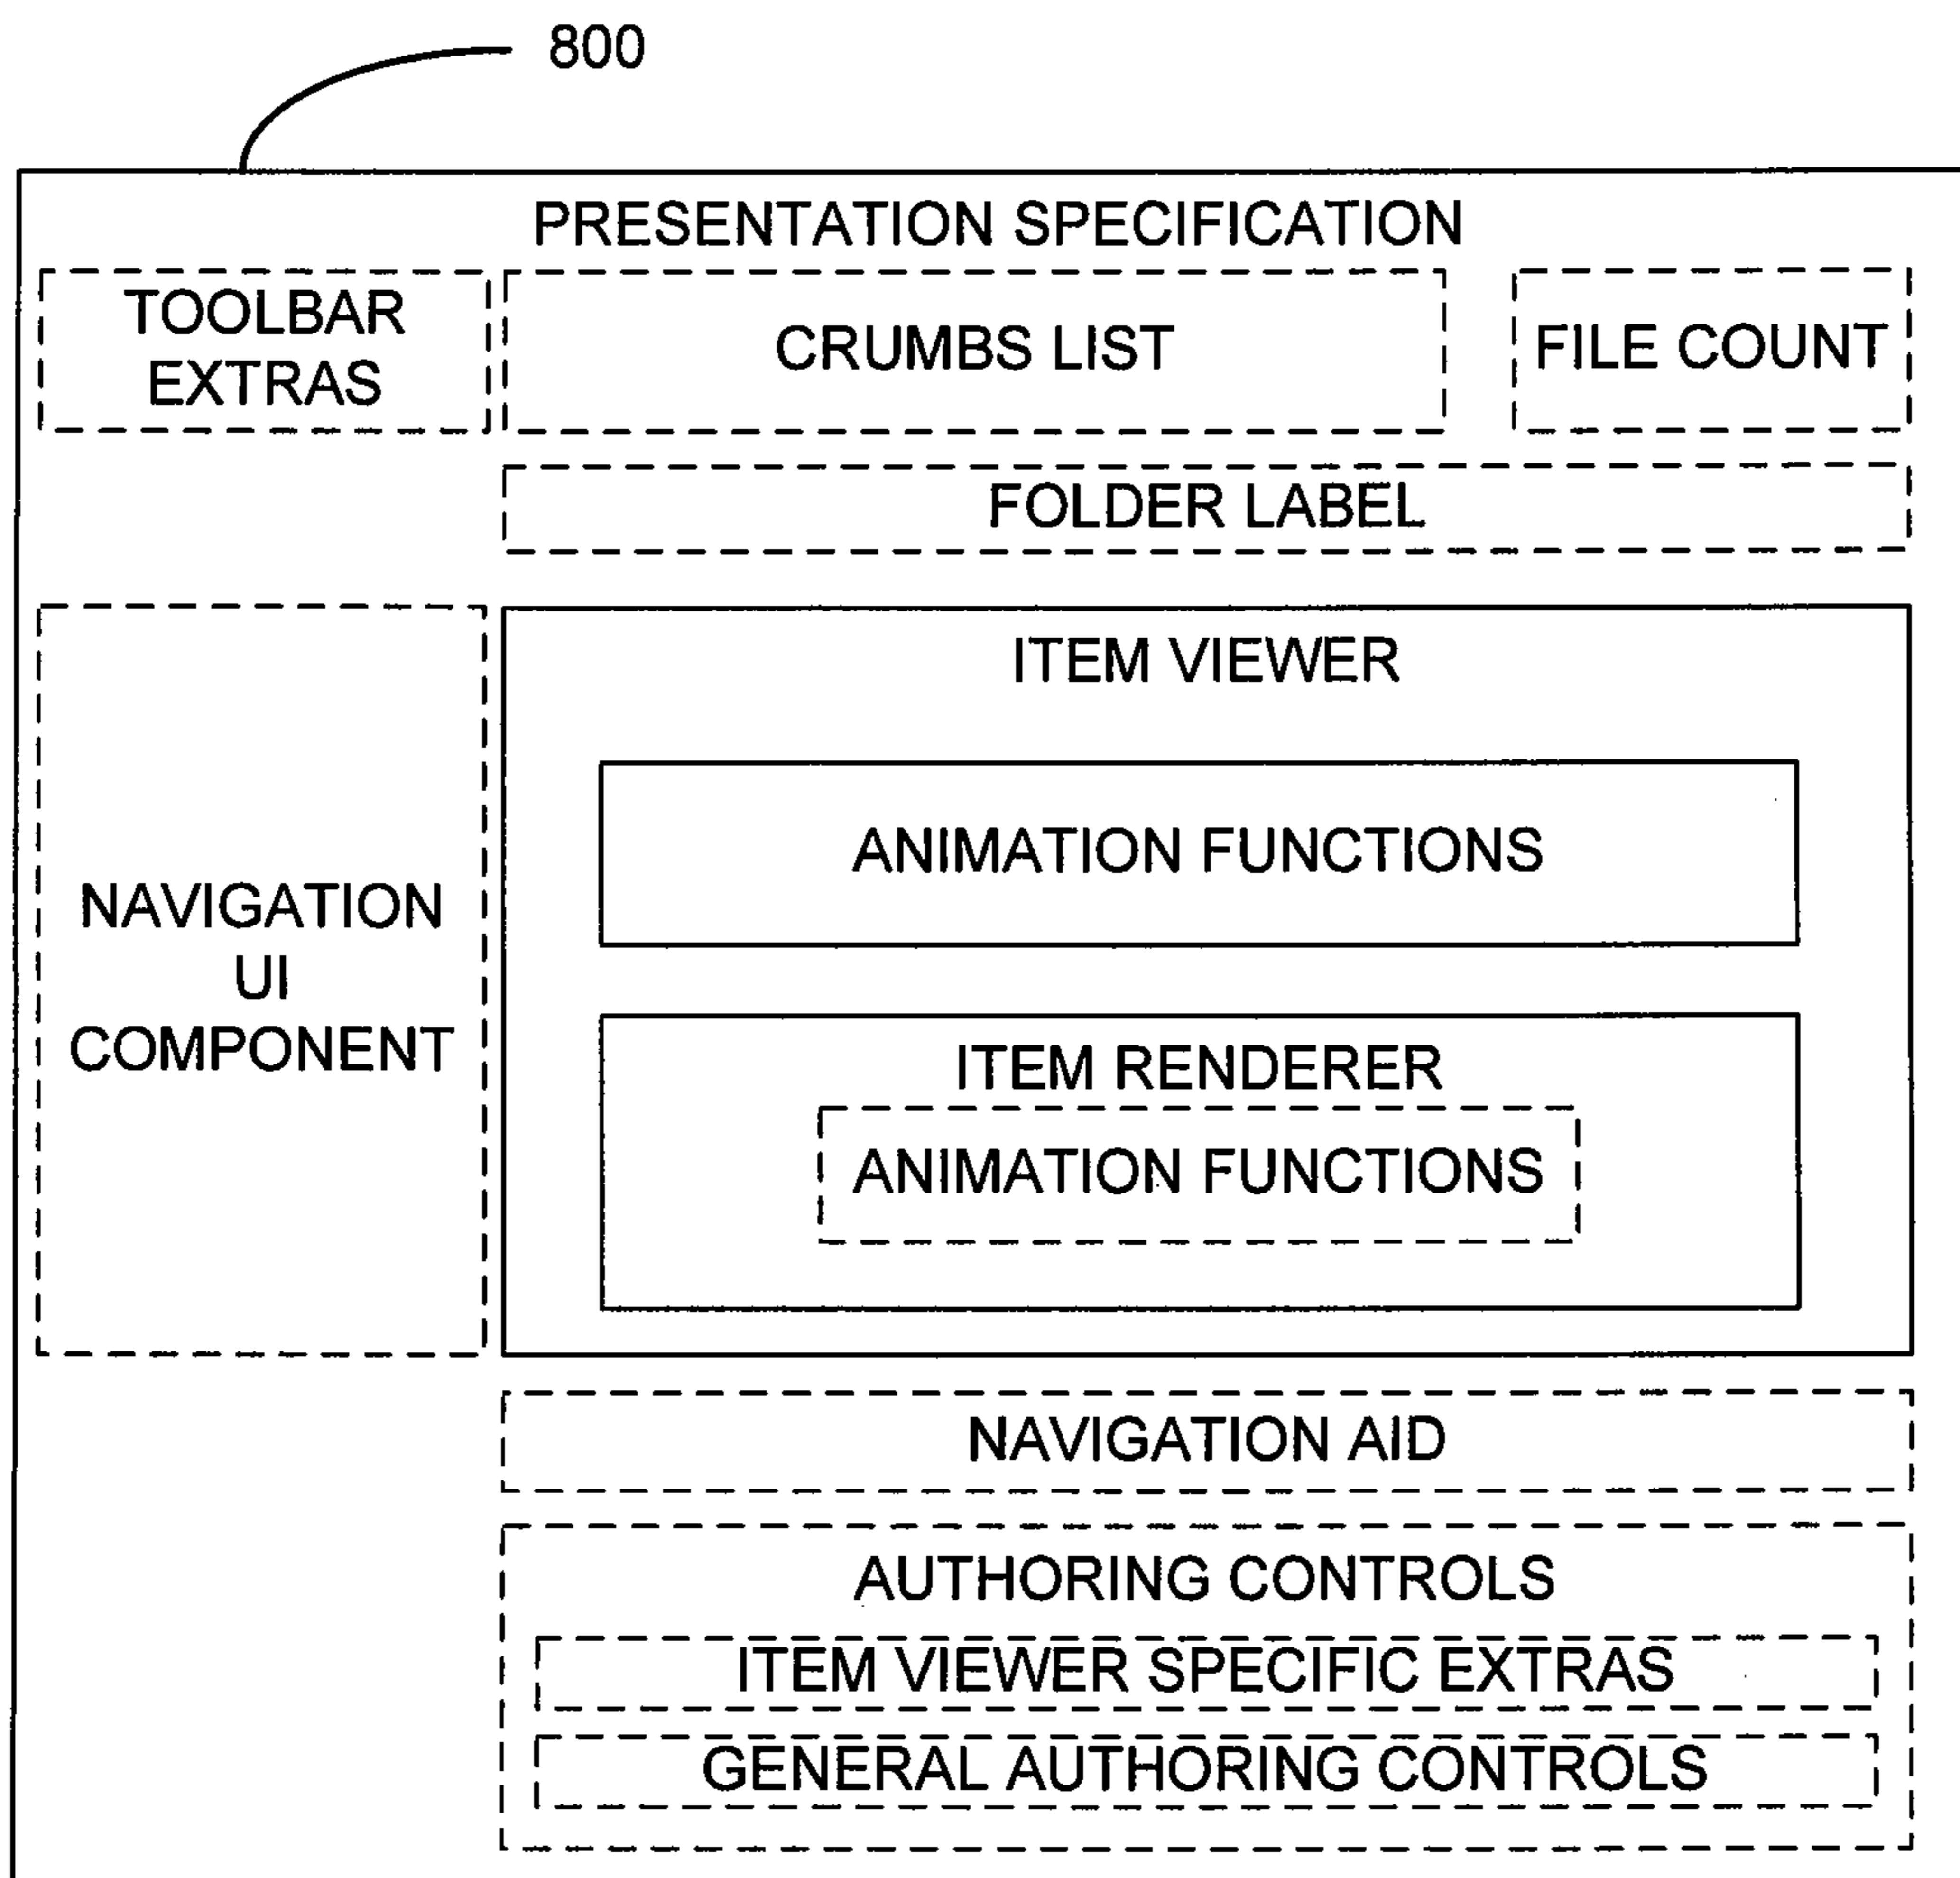 800
PRESENTATION SPECIFICATION
TOOLBAR
EXTRAS
CRUMBS LIST
FILE COUNT
FOLDER LABEL
NAVIGATION
UI
COMPONENT
ITEM VIEWER
ANIMATION FUNCTIONS
ITEM RENDERER
ANIMATION FUNCTIONS
NAVIGATION AID
AUTHORING CONTROLS
ITEM VIEWER SPECIFIC EXTRAS
GENERAL AUTHORING CONTROLS